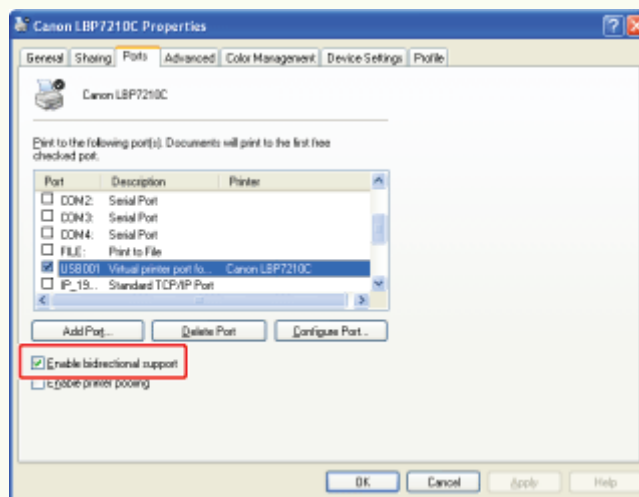 Canon LBP7210C Properties
General Sharing Ports Advanced Color Management Device Settings Profile
Canon LBP7210C
Print to the following port(s). Documents will print to the first free
checked port.
Port Description Printer
COM2: Serial Port
COM3: Serial Port
COM4: Serial Port
FILE: Print to File
USB001 Virtual printer port fo... Canon LBP7210C
IP_19... Standard TCP/IP Port
Add Port... Delete Port Configure Port...
Enable bidirectional support
Enable printer pooling
OK Cancel Apply Help